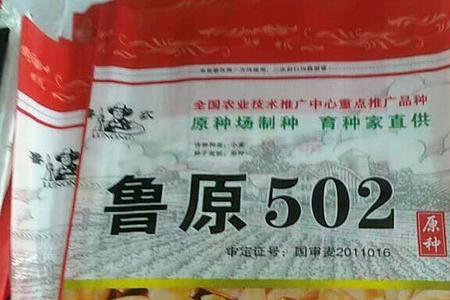 全国农业技术推广中心重点推广品种
原种场制种 育种家直供
LUNONG
鲁原502
原种
审定证号：国审麦2011016